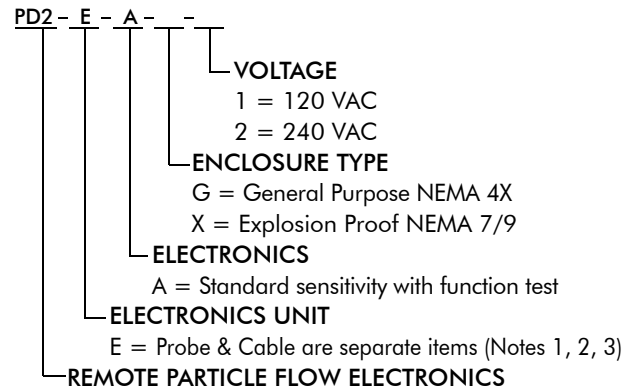 PD2 – E – A – –
VOLTAGE
1 = 120 VAC
2 = 240 VAC
ENCLOSURE TYPE
G = General Purpose NEMA 4X
X = Explosion Proof NEMA 7/9
ELECTRONICS
A = Standard sensitivity with function test
ELECTRONICS UNIT
E = Probe & Cable are separate items (Notes 1, 2, 3)
REMOTE PARTICLE FLOW ELECTRONICS